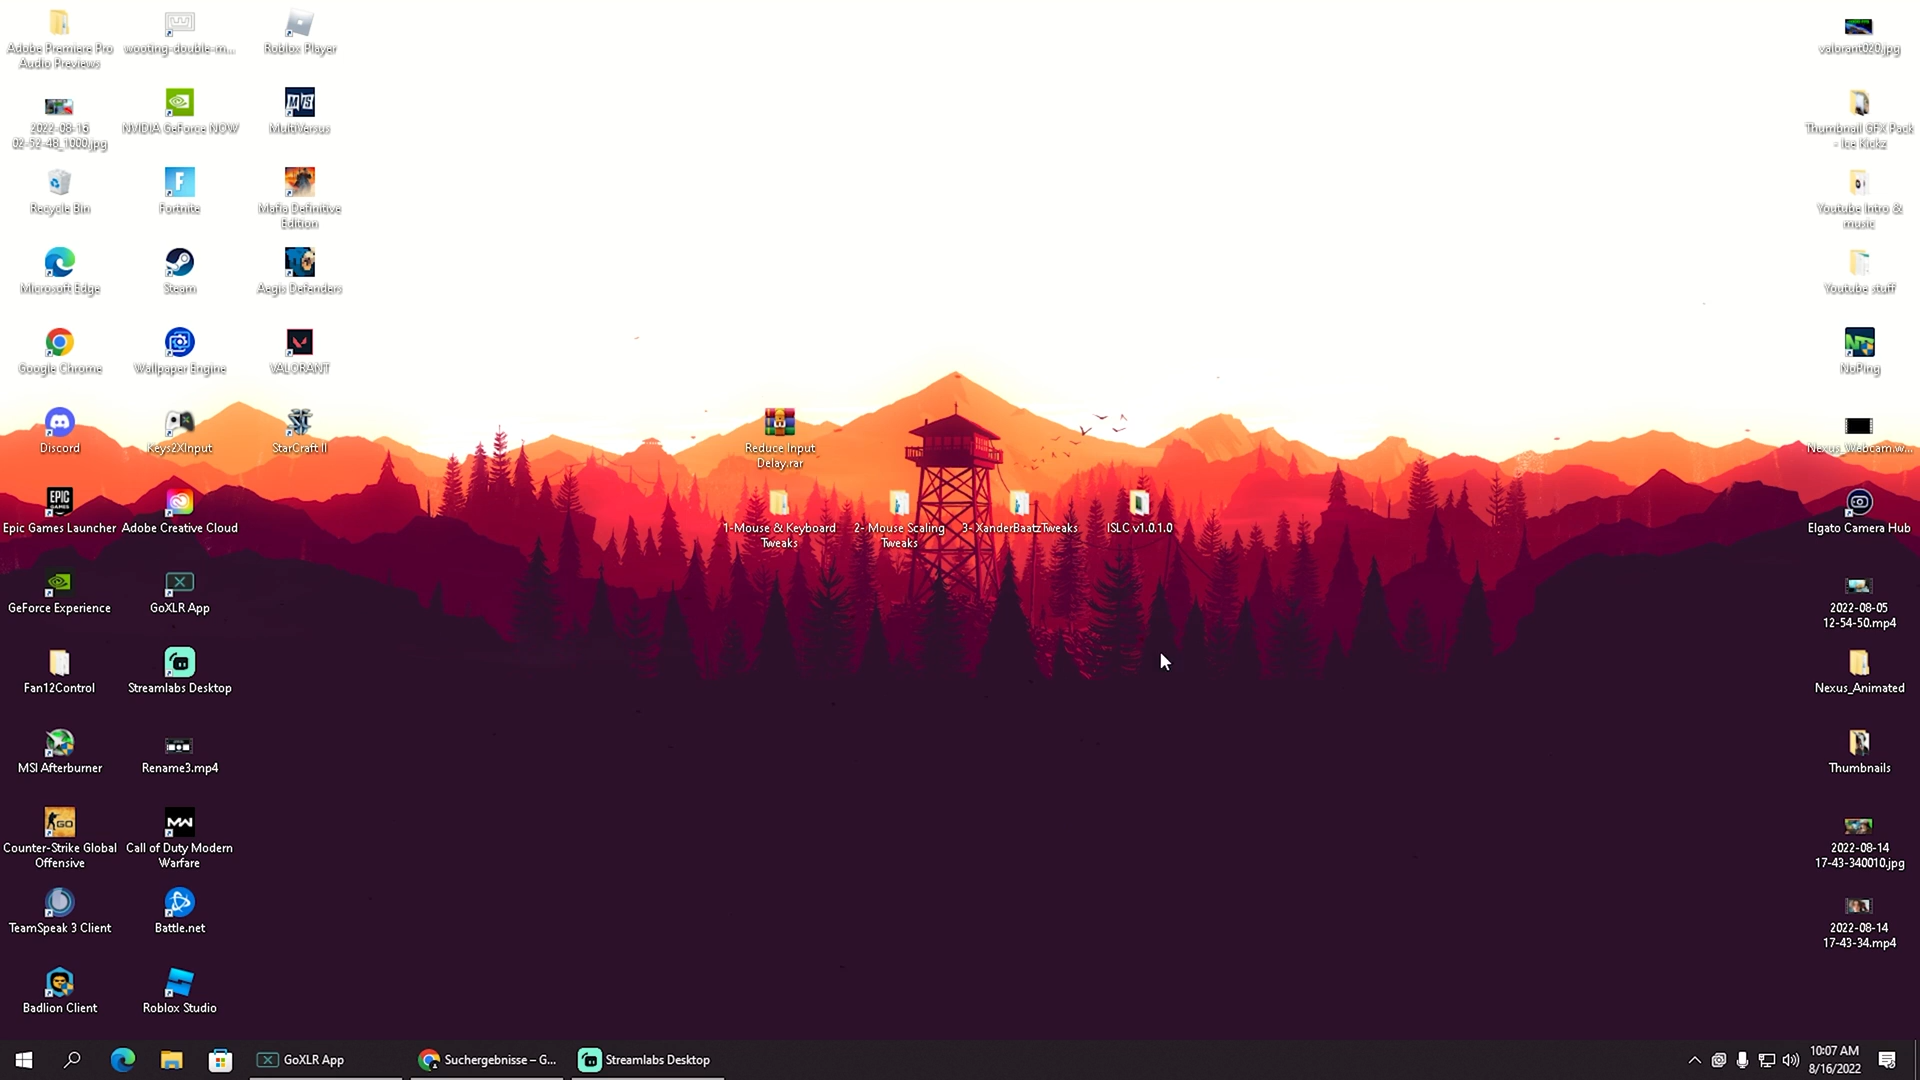 Adobe Premiere Pro
Audio Previews
wooting-double-m...
Roblox Player
2022-08-16
02-52-48_1000.jpg
NVIDIA GeForce NOW
MultiVersus
Recycle Bin
Fortnite
Mafia Definitive
Edition
Microsoft Edge
Steam
Aegis Defenders
Google Chrome
Wallpaper Engine
VALORANT
Discord
Keys2XInput
StarCraft II
EPIC
GAMES
Epic Games Launcher
Adobe Creative Cloud
GeForce Experience
GoXLR App
Fan12Control
Streamlabs Desktop
MSI Afterburner
Rename3.mp4
GO
MW
Counter-Strike Global
Offensive
Call of Duty Modern
Warfare
TeamSpeak 3 Client
Battle.net
Badlion Client
Roblox Studio
Reduce Input
Delay.rar
1-Mouse & Keyboard
Tweaks
2- Mouse Scaling
Tweaks
3- XanderBaatzTweaks
ISLC v1.0.1.0
valorant020.jpg
Thumbnail GFX Pack
- Ice Kickz
Youtube Intro &
music
Youtube stuff
NoPing
Nexus_Webcam.w...
Elgato Camera Hub
2022-08-05
12-54-50.mp4
Nexus_Animated
Thumbnails
2022-08-14
17-43-340010.jpg
2022-08-14
17-43-34.mp4
GoXLR App
Suchergebnisse – G...
Streamlabs Desktop
10:07 AM
8/16/2022